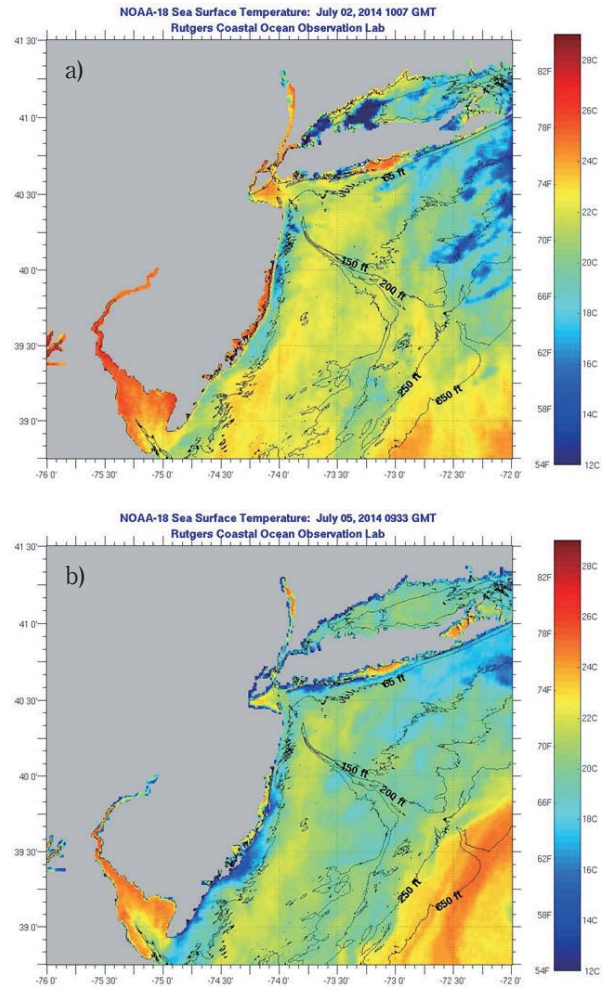 NOAA-18 Sea Surface Temperature: July 02, 2014 1007 GMT
Rutgers Coastal Ocean Observation Lab
a)
41 30'
41 0'
40 30'
40 0'
39 30'
39 0'
65 ft
150 ft
200 ft
250 ft
650 ft
-76 0'
-75 30'
-75 0'
-74 30'
-74 0'
-73 30'
-73 0'
-72 30'
-72 0'
82F
78F
74F
70F
66F
62F
58F
54F
28C
26C
24C
22C
20C
18C
16C
14C
12C
NOAA-18 Sea Surface Temperature: July 05, 2014 0933 GMT
Rutgers Coastal Ocean Observation Lab
b)
41 30'
41 0'
40 30'
40 0'
39 30'
39 0'
65 ft
150 ft
200 ft
250 ft
650 ft
-76 0'
-75 30'
-75 0'
-74 30'
-74 0'
-73 30'
-73 0'
-72 30'
-72 0'
82F
78F
74F
70F
66F
62F
58F
54F
28C
26C
24C
22C
20C
18C
16C
14C
12C